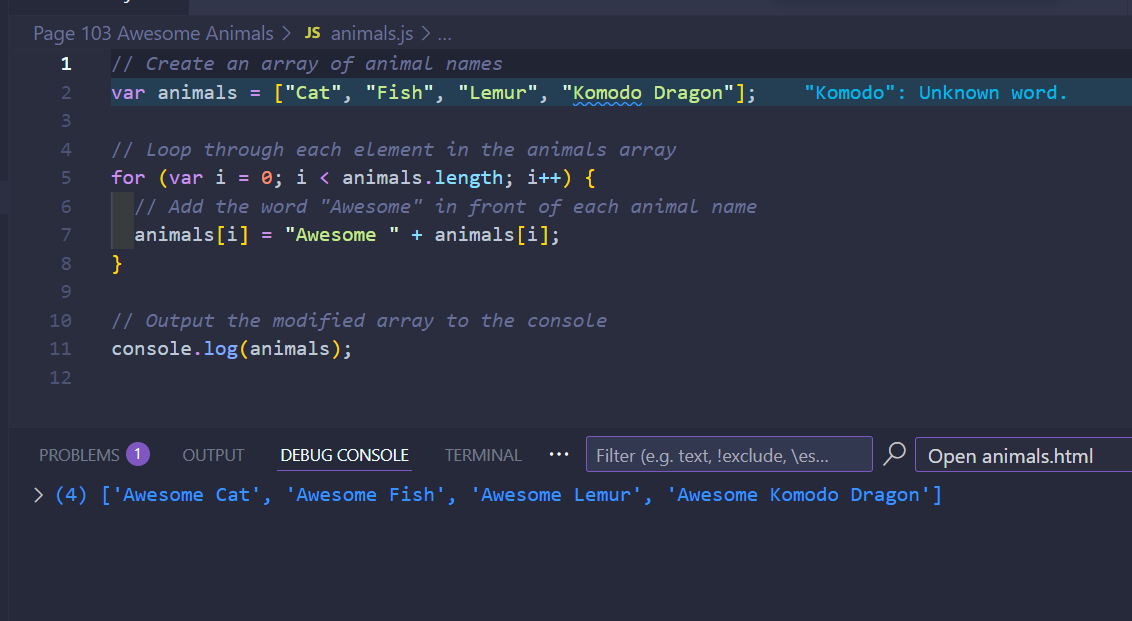 Page 103 Awesome Animals > JS animals.js > ...
1 // Create an array of animal names
2 var animals = ["Cat", "Fish", "Lemur", "Komodo Dragon"]; "Komodo": Unknown word.
3
4 // Loop through each element in the animals array
5 for (var i = 0; i < animals.length; i++) {
6 // Add the word "Awesome" in front of each animal name
7 animals[i] = "Awesome " + animals[i];
8 }
9
10 // Output the modified array to the console
11 console.log(animals);
12
PROBLEMS 1 OUTPUT DEBUG CONSOLE TERMINAL ··· Filter (e.g. text, !exclude, \es... Open animals.html
> (4) ['Awesome Cat', 'Awesome Fish', 'Awesome Lemur', 'Awesome Komodo Dragon']